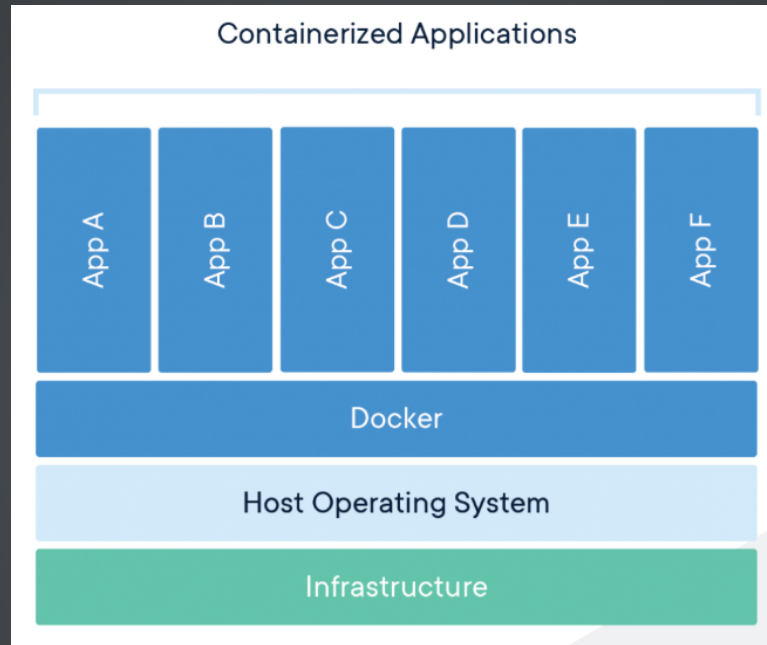 Containerized Applications
App A
App B
App C
App D
App E
App F
Docker
Host Operating System
Infrastructure